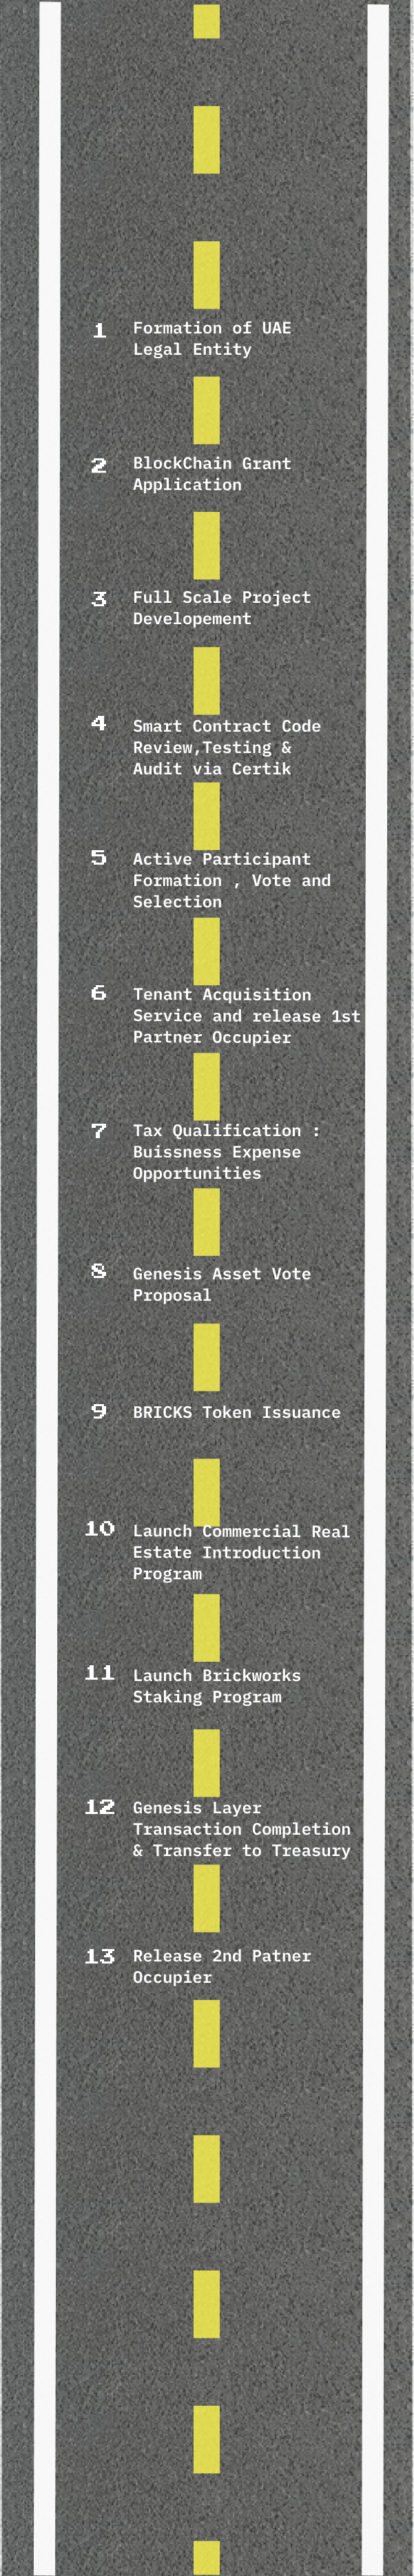 1 Formation of UAE
Legal Entity
2 BlockChain Grant
Application
3 Full Scale Project
Developement
4 Smart Contract Code
Review,Testing &
Audit via Certik
5 Active Participant
Formation , Vote and
Selection
6 Tenant Acquisition
Service and release 1st
Partner Occupier
7 Tax Qualification :
Buissness Expense
Opportunities
8 Genesis Asset Vote
Proposal
9 BRICKS Token Issuance
10 Launch Commercial Real
Estate Introduction
Program
11 Launch Brickworks
Staking Program
12 Genesis Layer
Transaction Completion
& Transfer to Treasury
13 Release 2nd Patner
Occupier